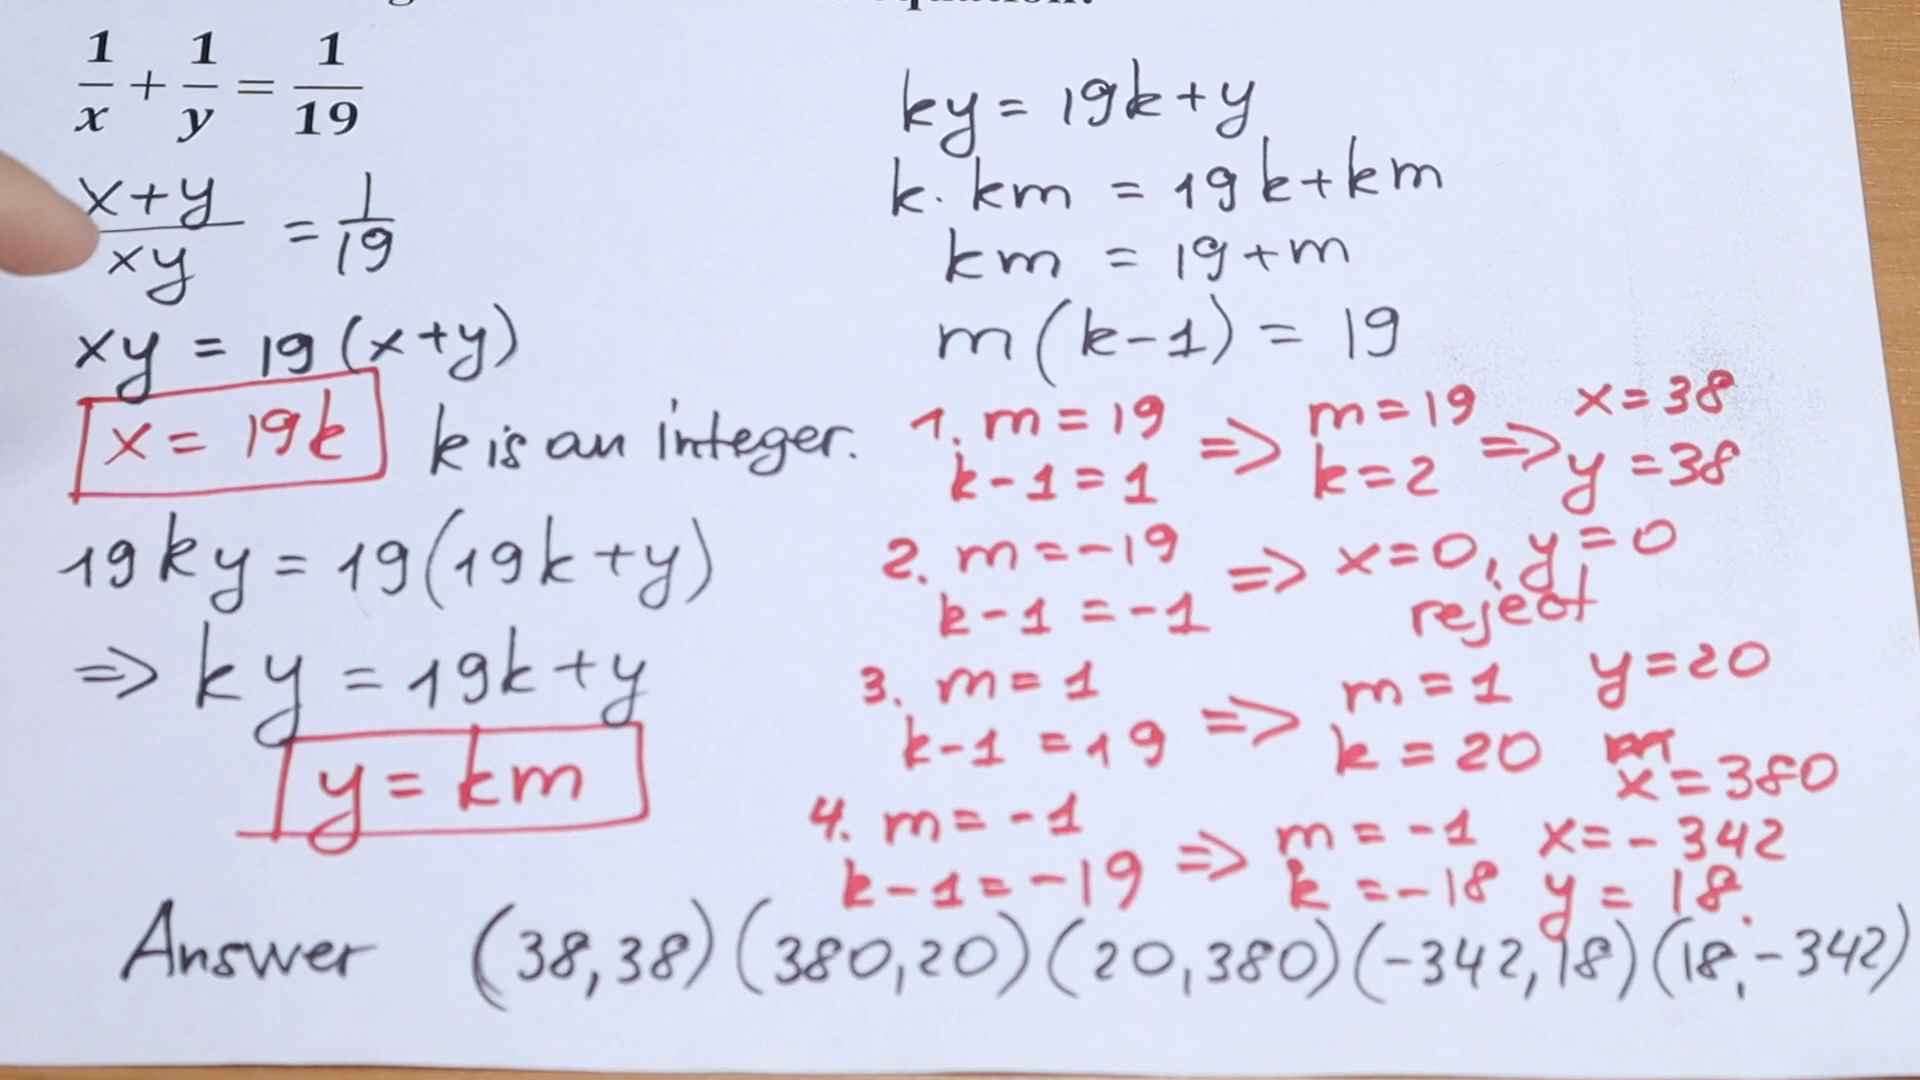 equation.
1/x + 1/y = 1/19
x+y/xy = 1/19
xy = 19(x+y)
x = 19k k is an integer.
19ky = 19(19k+y)
=> ky = 19k+y
y = km
ky = 19k+y
k. km = 19k+km
km = 19+m
m(k-1) = 19
1. m = 19 => m = 19 => x = 38
k-1 = 1 k = 2 y = 38
2. m = -19 => x = 0, y = 0
k-1 = -1 reject
3. m = 1 => m = 1 y = 20
k-1 = 19 k = 20 x = 380
4. m = -1 => m = -1 x = -342
k-1 = -19 k = -18 y = 18.
Answer (38,38) (380,20) (20,380) (-342,18) (18,-342)